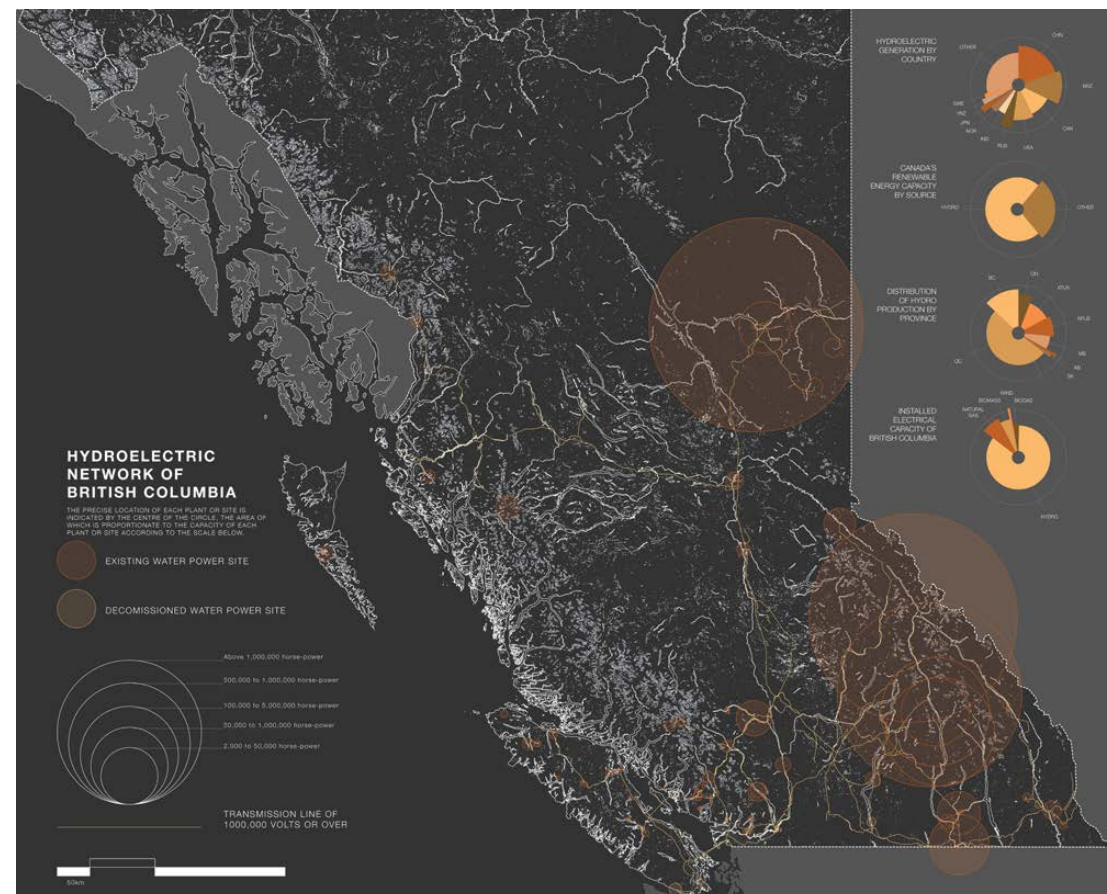 HYDROELECTRIC
NETWORK OF
BRITISH COLUMBIA
THE PRECISE LOCATION OF EACH PLANT OR SITE IS
INDICATED BY THE CENTRE OF THE CIRCLE, THE AREA OF
WHICH IS PROPORTIONATE TO THE CAPACITY OF EACH
PLANT OR SITE ACCORDING TO THE SCALE BELOW.
EXISTING WATER POWER SITE
DECOMISSIONED WATER POWER SITE
Above 1,000,000 horse-power
500,000 to 1,000,000 horse-power
100,000 to 5,000,000 horse-power
50,000 to 1,000,000 horse-power
2,000 to 50,000 horse-power
TRANSMISSION LINE OF
1000,000 VOLTS OR OVER
50km
HYDROELECTRIC
GENERATION BY
COUNTRY
OTHER
CHN
BRZ
CAN
USA
RUS
IND
NOR
JPN
VNZ
SWE
CANADA'S
RENEWABLE
ENERGY CAPACITY
BY SOURCE
HYDRO
OTHER
DISTRIBUTION
OF HYDRO
PRODUCTION BY
PROVINCE
BC
ON
NFLD
MB
AB
SK
QC
INSTALLED
ELECTRICAL
CAPACITY OF
BRITISH COLUMBIA
WIND
BIOMASS
BIOGAS
NATURAL
GAS
HYDRO